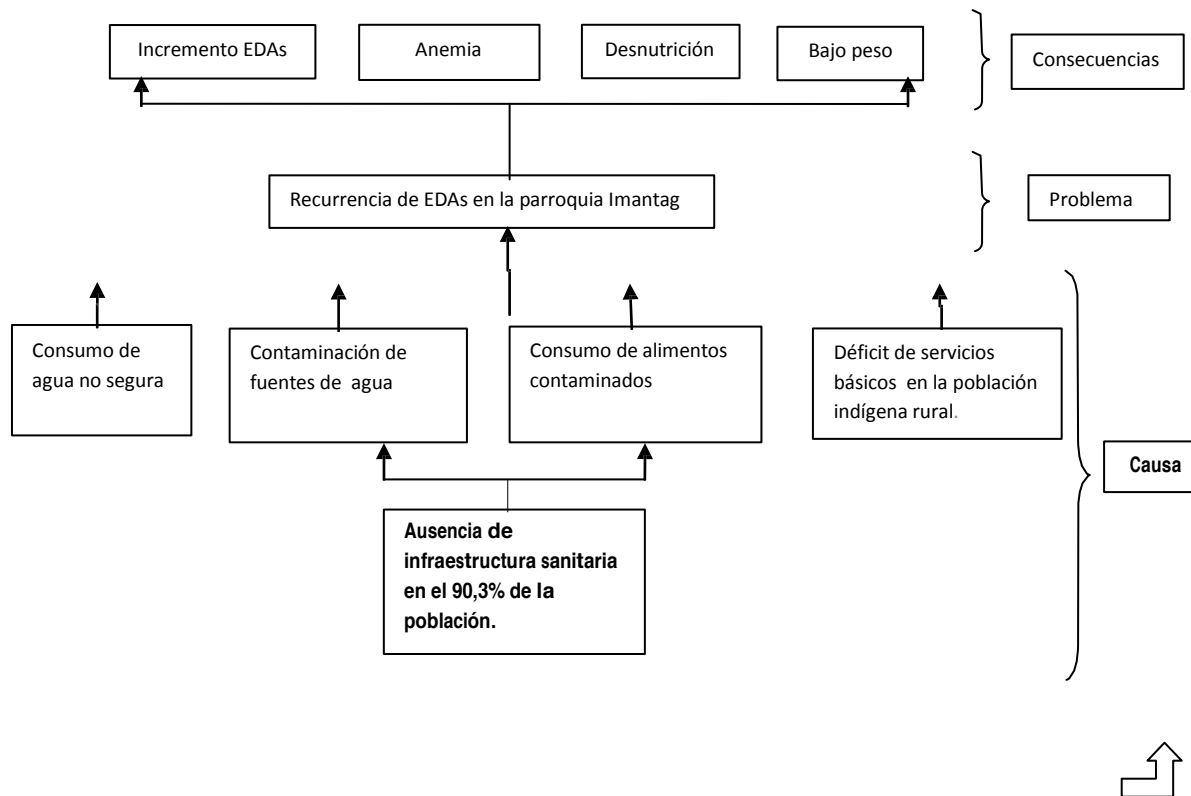 Incremento EDAs
Anemia
Desnutrición
Bajo peso
Consecuencias
Recurrencia de EDAs en la parroquia Imantag
Problema
Consumo de
agua no segura
Contaminación de
fuentes de agua
Consumo de alimentos
contaminados
Déficit de servicios
básicos en la población
indígena rural.
Causa
Ausencia de
infraestructura sanitaria
en el 90,3% de la
población.